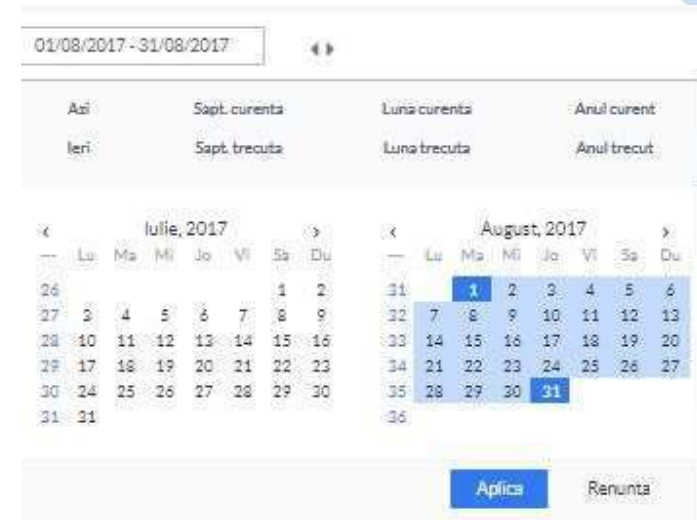 01/08/2017 - 31/08/2017
Azi Sapt. curenta Luna curenta Anul curent
Ieri Sapt. trecuta Luna trecuta Anul trecut
‹ Iulie, 2017 › ‹ August, 2017 ›
— Lu Ma Mi Jo Vi Sa Du — Lu Ma Mi Jo Vi Sa Du
26 1 2 31 1 2 3 4 5 6
27 3 4 5 6 7 8 9 32 7 8 9 10 11 12 13
28 10 11 12 13 14 15 16 33 14 15 16 17 18 19 20
29 17 18 19 20 21 22 23 34 21 22 23 24 25 26 27
30 24 25 26 27 28 29 30 35 28 29 30 31
31 31 36
Aplica Renunta